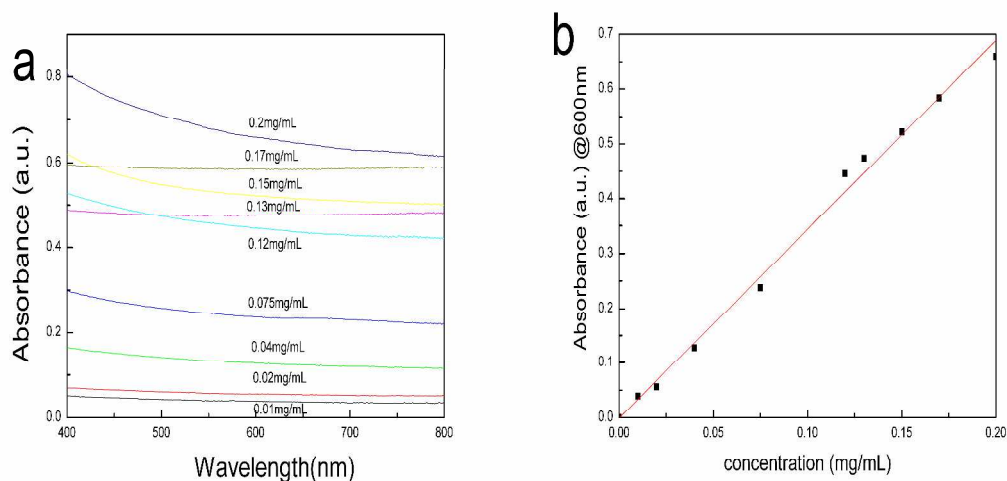 a
0.8
0.6
0.4
0.2
0.0
Absorbance (a.u.)
0.2mg/mL
0.17mg/mL
0.15mg/mL
0.13mg/mL
0.12mg/mL
0.075mg/mL
0.04mg/mL
0.02mg/mL
0.01mg/mL
400 500 600 700 800
Wavelength(nm)
b
0.7
0.6
0.5
0.4
0.3
0.2
0.1
0.0
Absorbance (a.u.) @600nm
0.00 0.05 0.10 0.15 0.20
concentration (mg/mL)